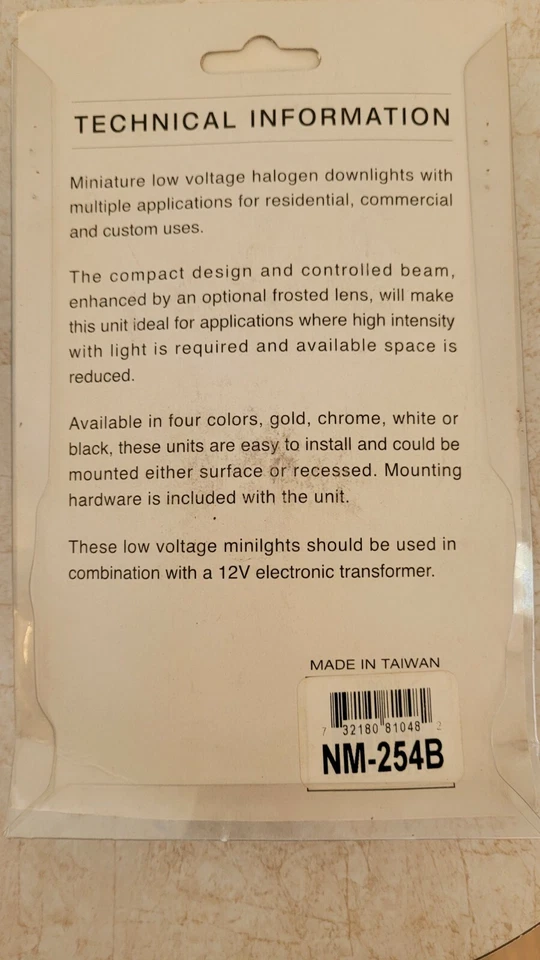 TECHNICAL INFORMATION
Miniature low voltage halogen downlights with
multiple applications for residential, commercial
and custom uses.
The compact design and controlled beam,
enhanced by an optional frosted lens, will make
this unit ideal for applications where high intensity
with light is required and available space is
reduced.
Available in four colors, gold, chrome, white or
black, these units are easy to install and could be
mounted either surface or recessed. Mounting
hardware is included with the unit.
These low voltage minilghts should be used in
combination with a 12V electronic transformer.
MADE IN TAIWAN
7 32180 81048 2
NM-254B